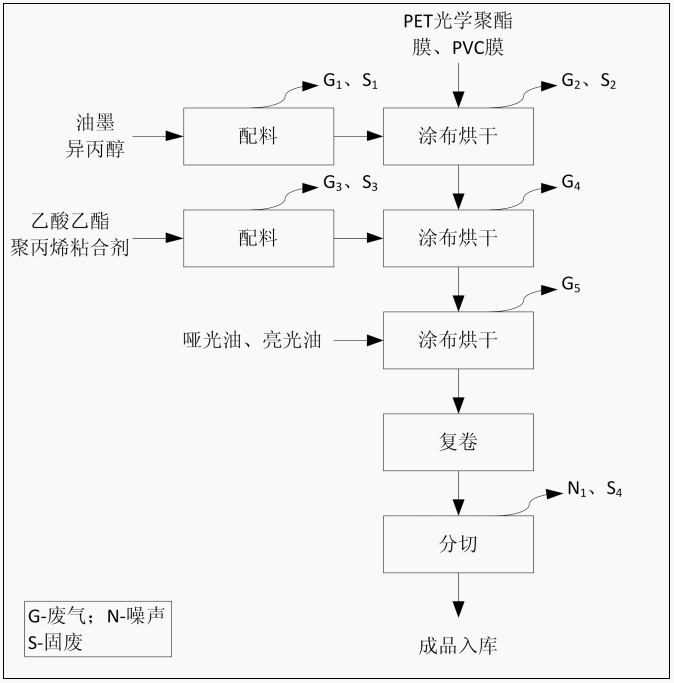 PET光学聚酯
膜、PVC膜
G₁、S₁
G₂、S₂
油墨
异丙醇
配料
涂布烘干
G₃、S₃
G₄
乙酸乙酯
聚丙烯粘合剂
配料
涂布烘干
G₅
哑光油、亮光油
涂布烘干
复卷
N₁、S₄
分切
G-废气；N-噪声
S-固废
成品入库